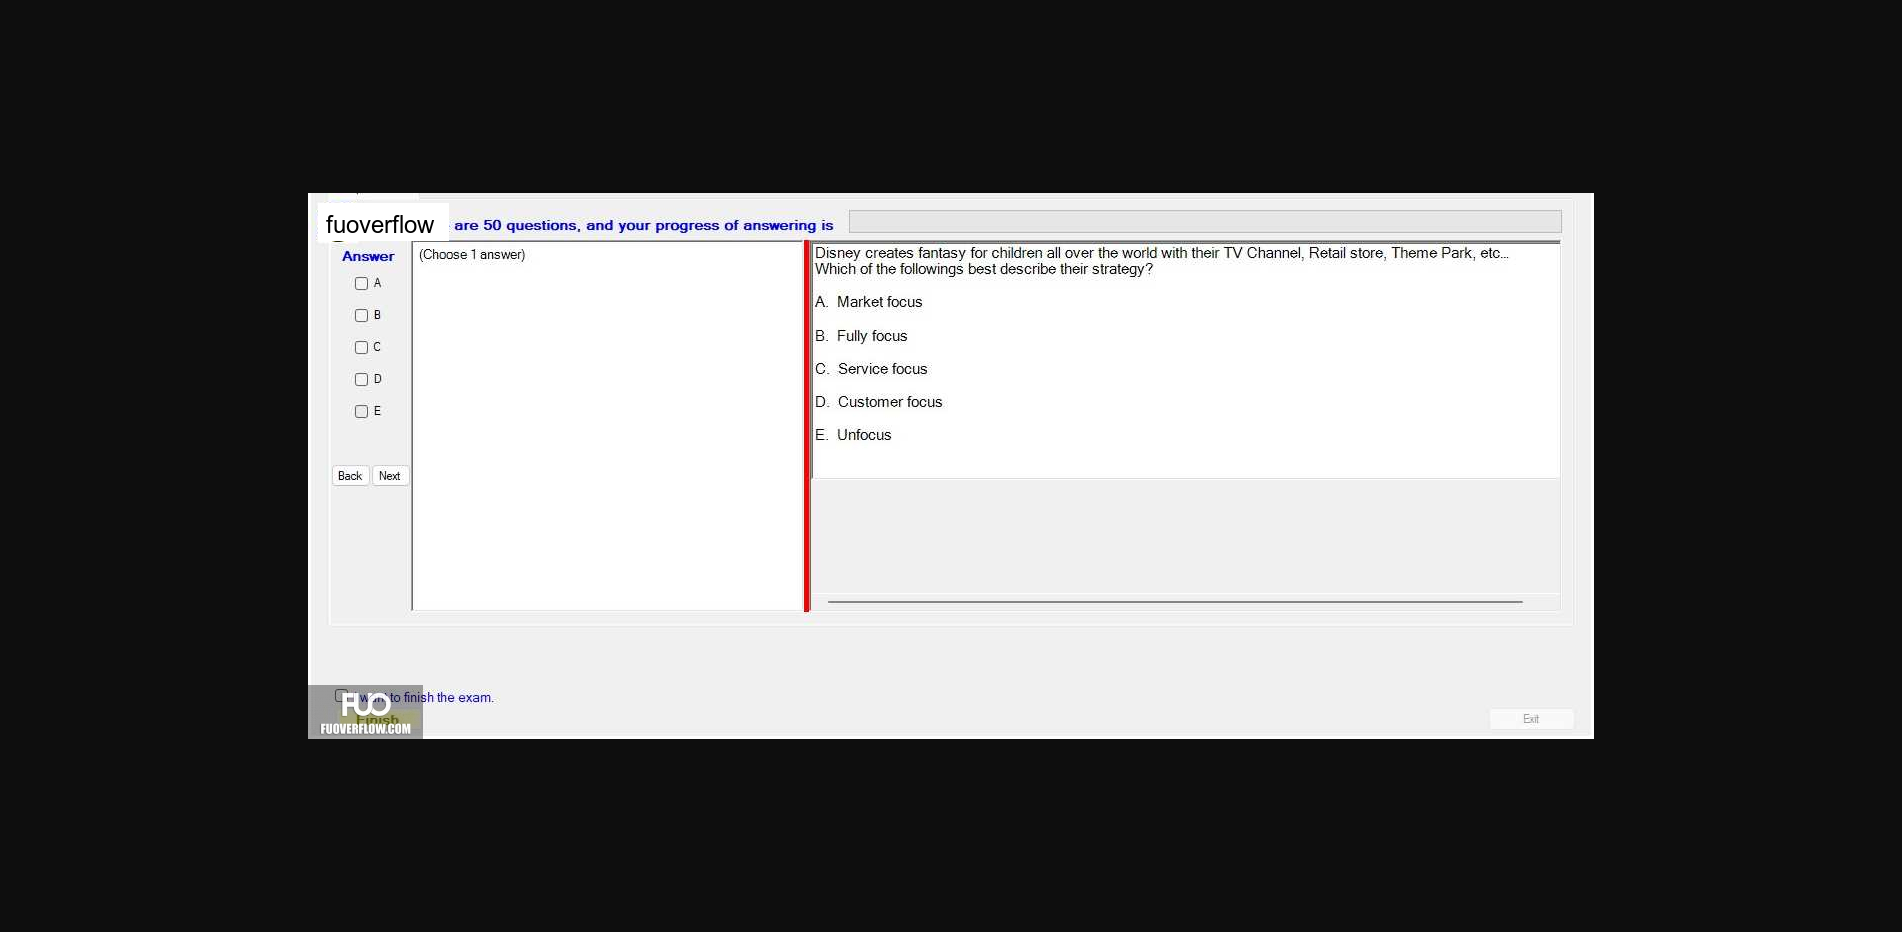 fuoverflow are 50 questions, and your progress of answering is
Answer
(Choose 1 answer)
A
B
C
D
E
Back Next
Disney creates fantasy for children all over the world with their TV Channel, Retail store, Theme Park, etc...
Which of the followings best describe their strategy?
A. Market focus
B. Fully focus
C. Service focus
D. Customer focus
E. Unfocus
I want to finish the exam.
Finish
FUO
FUOVERFLOW.COM
Exit